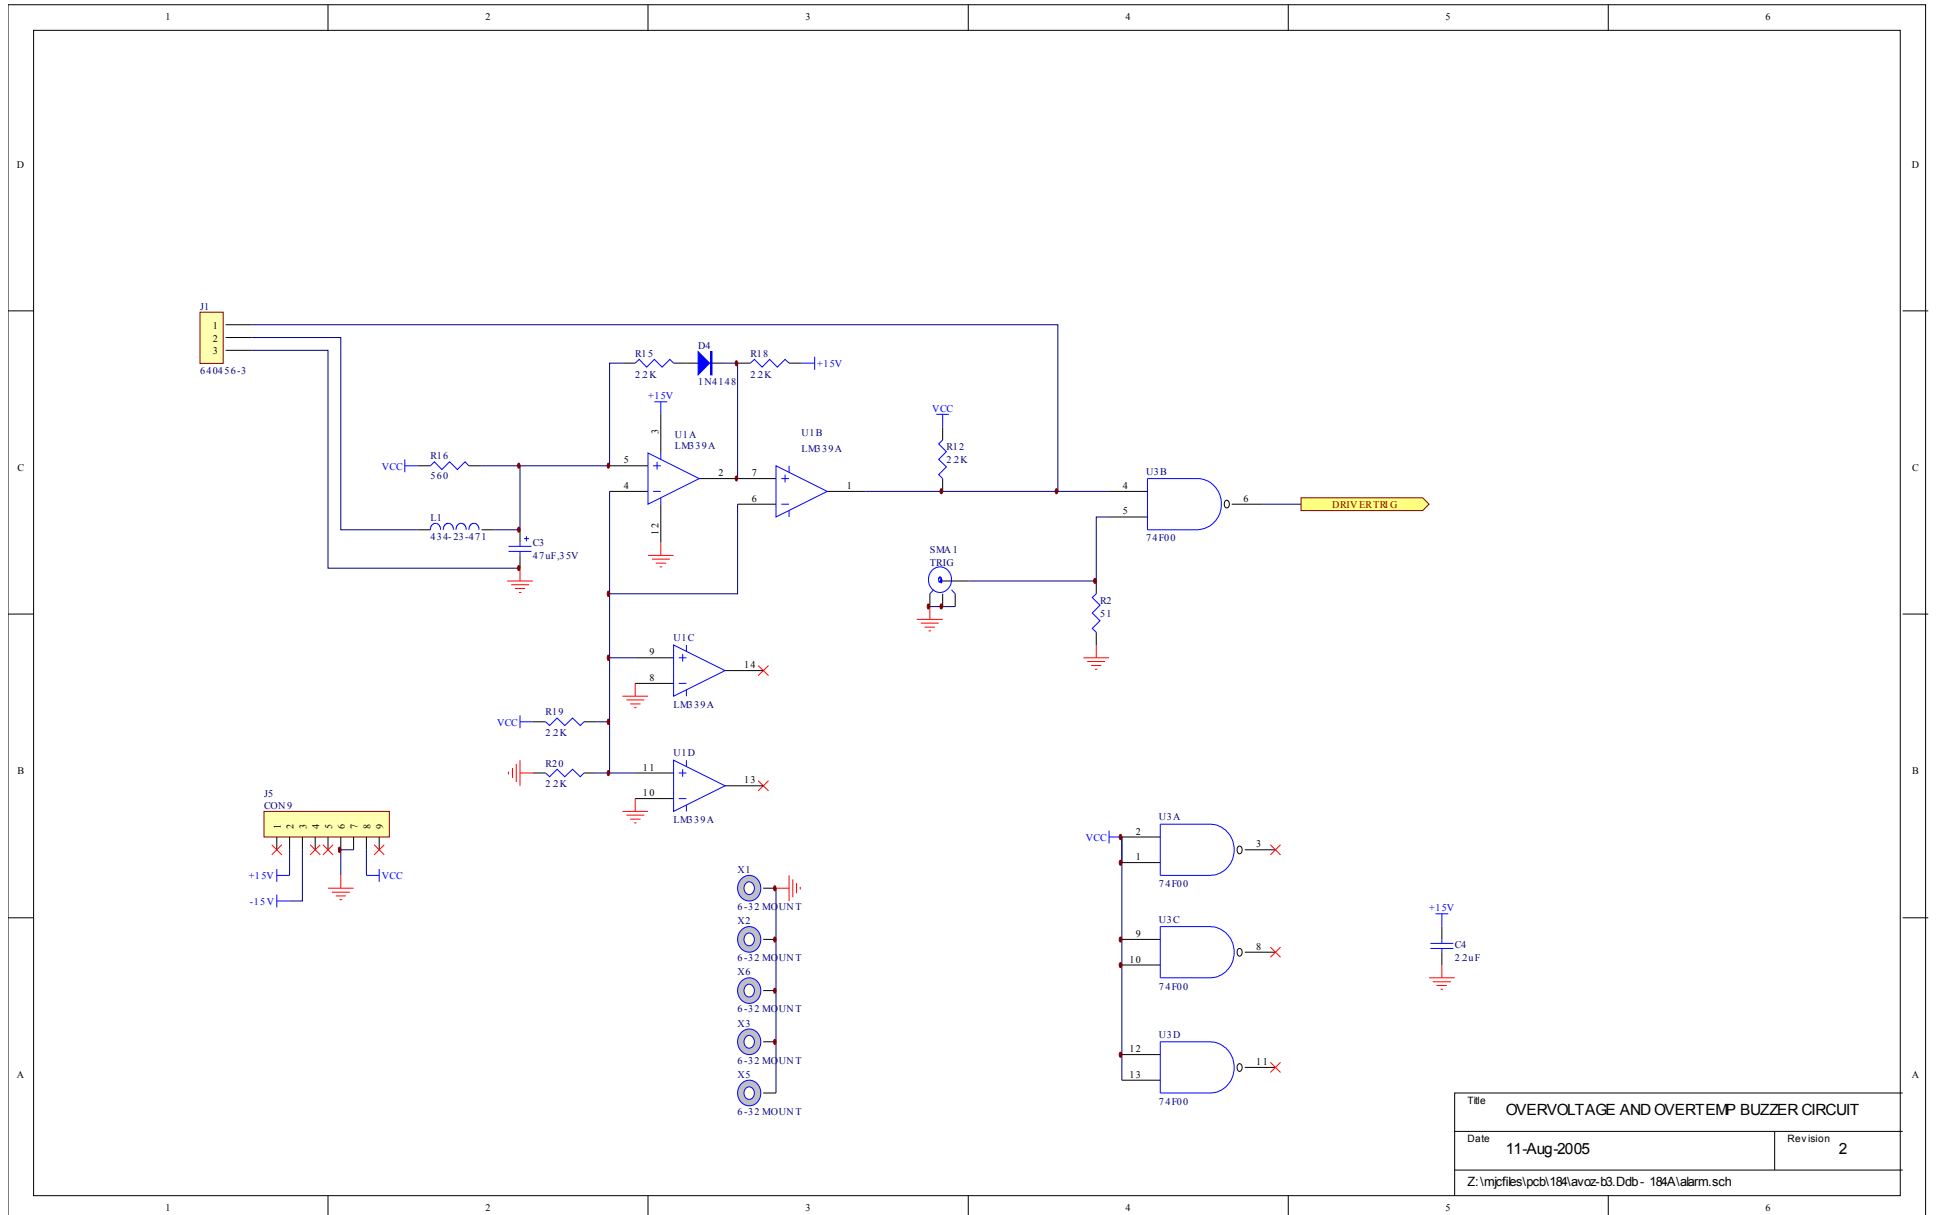 1 2 3 4 5 6
D D
J1
1
2
3
640456-3
R15
2.2K
D4
1N4148
R18
2.2K
+15V
+15V
3
U1A
LM339A
U1B
LM339A
VCC
R12
2.2K
C C
VCC
R16
560
5
+
4
−
2
7
+
6
−
1
12
U3B
4
5
6
74F00
DRIVERTRIG
L1
434-23-471
+
C3
47uF,35V
SMA1
TRIG
R2
51
U1C
9
+
8
−
14
LM339A
VCC
R19
2.2K
R20
2.2K
U1D
11
+
10
−
13
LM339A
B B
J5
CON9
1 2 3 4 5 6 7 8 9
+15V
VCC
-15V
U3A
VCC
2
1
3
74F00
X1
6-32 MOUNT
X2
6-32 MOUNT
X6
6-32 MOUNT
X3
6-32 MOUNT
X5
6-32 MOUNT
U3C
9
10
8
74F00
+15V
C4
2.2uF
U3D
12
13
11
74F00
A A
Title OVERVOLTAGE AND OVERTEMP BUZZER CIRCUIT
Date 11-Aug-2005 Revision 2
Z:\mjcfiles\pcb\184\avoz-b3.Ddb - 184A\alarm.sch
1 2 3 4 5 6